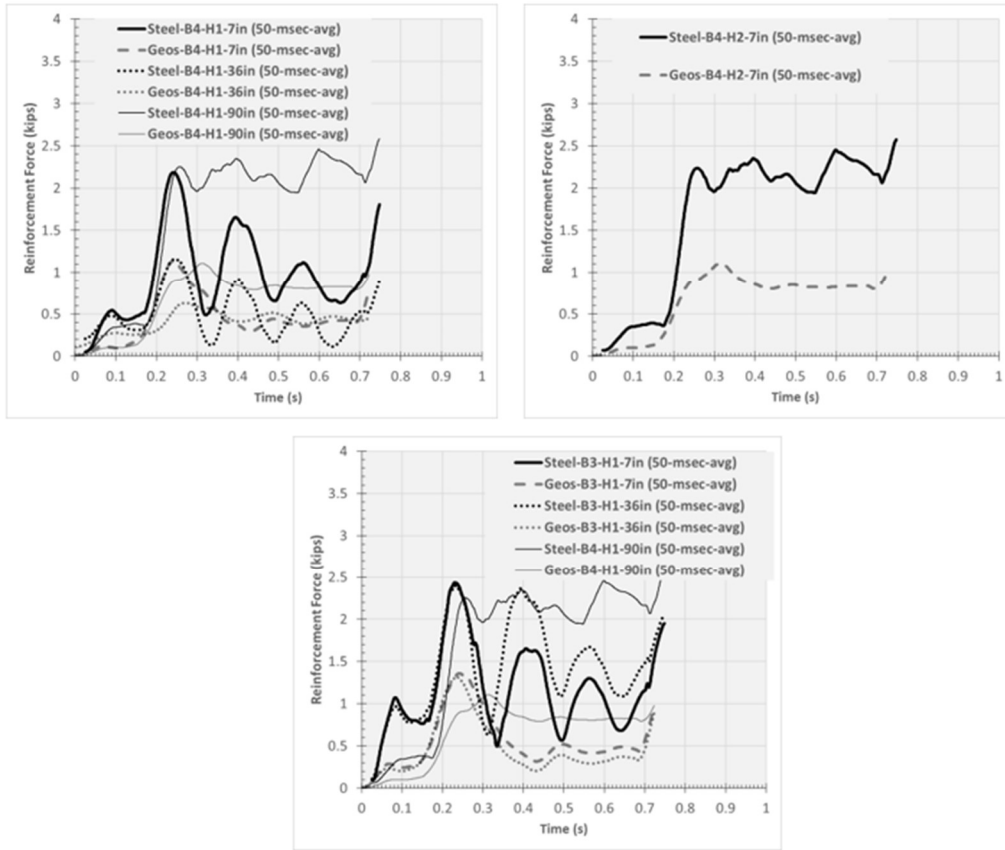 Steel-B4-H1-7in (50-msec-avg)
Geos-B4-H1-7in (50-msec-avg)
Steel-B4-H1-36in (50-msec-avg)
Geos-B4-H1-36in (50-msec-avg)
Steel-B4-H1-90in (50-msec-avg)
Geos-B4-H1-90in (50-msec-avg)
Reinforcement Force (kips)
4
3.5
3
2.5
2
1.5
1
0.5
0
0 0.1 0.2 0.3 0.4 0.5 0.6 0.7 0.8 0.9 1
Time (s)
Steel-B4-H2-7in (50-msec-avg)
Geos-B4-H2-7in (50-msec-avg)
Reinforcement Force (kips)
4
3.5
3
2.5
2
1.5
1
0.5
0
0 0.1 0.2 0.3 0.4 0.5 0.6 0.7 0.8 0.9 1
Time (s)
Steel-B3-H1-7in (50-msec-avg)
Geos-B3-H1-7in (50-msec-avg)
Steel-B3-H1-36in (50-msec-avg)
Geos-B3-H1-36in (50-msec-avg)
Steel-B4-H1-90in (50-msec-avg)
Geos-B4-H1-90in (50-msec-avg)
Reinforcement Force (kips)
4
3.5
3
2.5
2
1.5
1
0.5
0
0 0.1 0.2 0.3 0.4 0.5 0.6 0.7 0.8 0.9 1
Time (s)